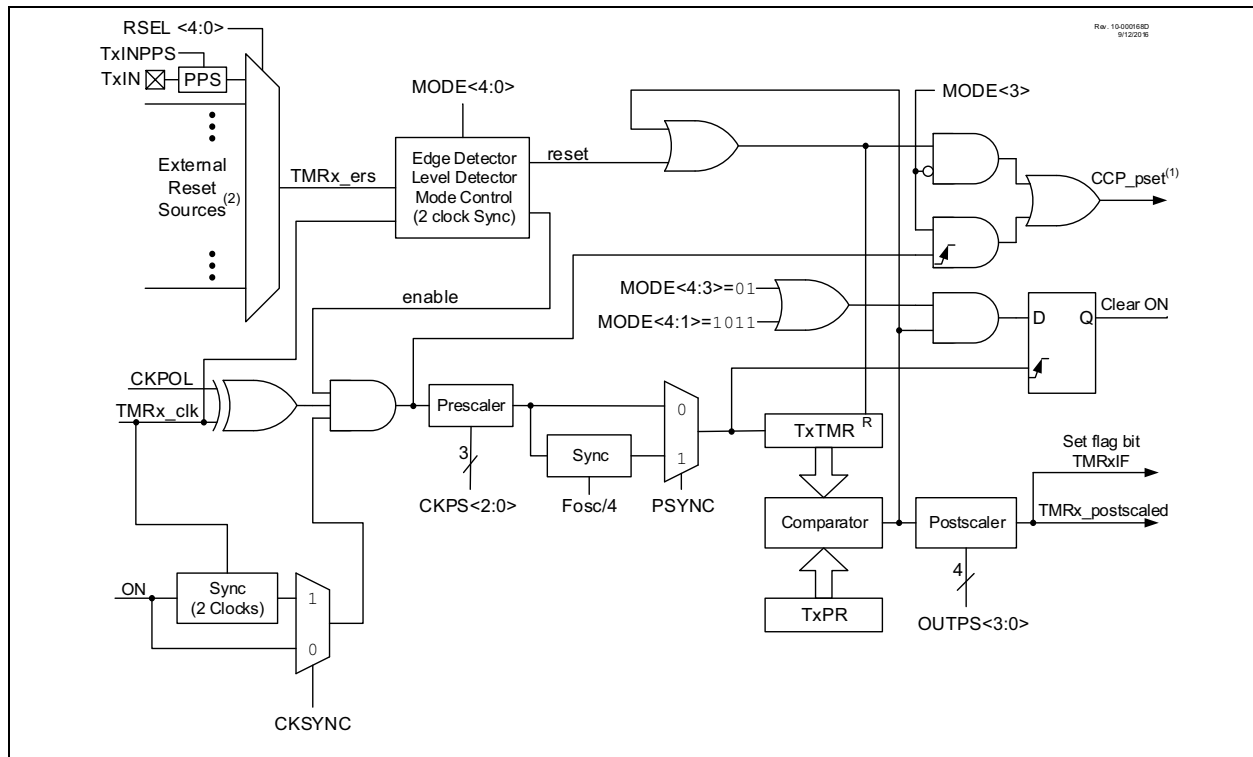 Rev. 10-000168D
9/12/2016
RSEL <4:0>
TxINPPS
TxIN
PPS
MODE<4:0>
MODE<3>
External
Reset
Sources(2)
TMRx_ers
Edge Detector
Level Detector
Mode Control
(2 clock Sync)
reset
CCP_pset(1)
enable
MODE<4:3>=01
MODE<4:1>=1011
D
Q
Clear ON
CKPOL
TMRx_clk
Prescaler
0
1
TxTMR
R
3
Sync
Set flag bit
TMRxIF
CKPS<2:0>
Fosc/4
PSYNC
Comparator
Postscaler
TMRx_postscaled
ON
Sync
(2 Clocks)
1
0
4
TxPR
OUTPS<3:0>
CKSYNC